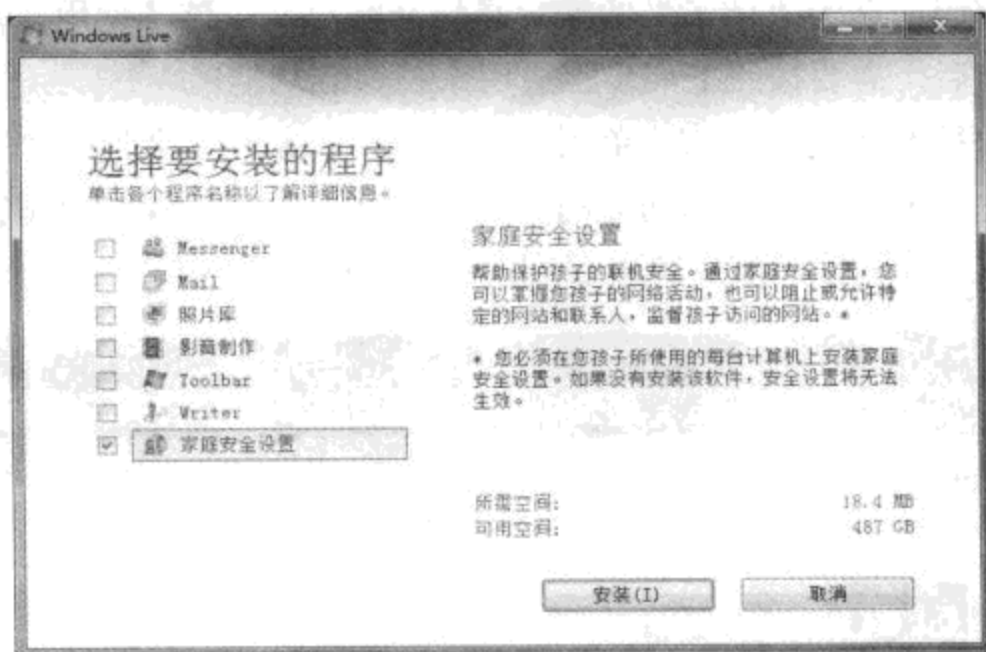 Windows Live
选择要安装的程序
单击各个程序名称以了解详细信息。
Messenger
Mail
照片库
影音制作
Toolbar
Writer
家庭安全设置
家庭安全设置
帮助保护孩子的联机安全。通过家庭安全设置，您
可以掌握您孩子的网络活动，也可以阻止或允许特
定的网站和联系人，监督孩子访问的网站。*
* 您必须在您孩子所使用的每台计算机上安装家庭
安全设置。如果没有安装该软件，安全设置将无法
生效。
所需空间: 18.4 MB
可用空间: 487 GB
安装(I)
取消